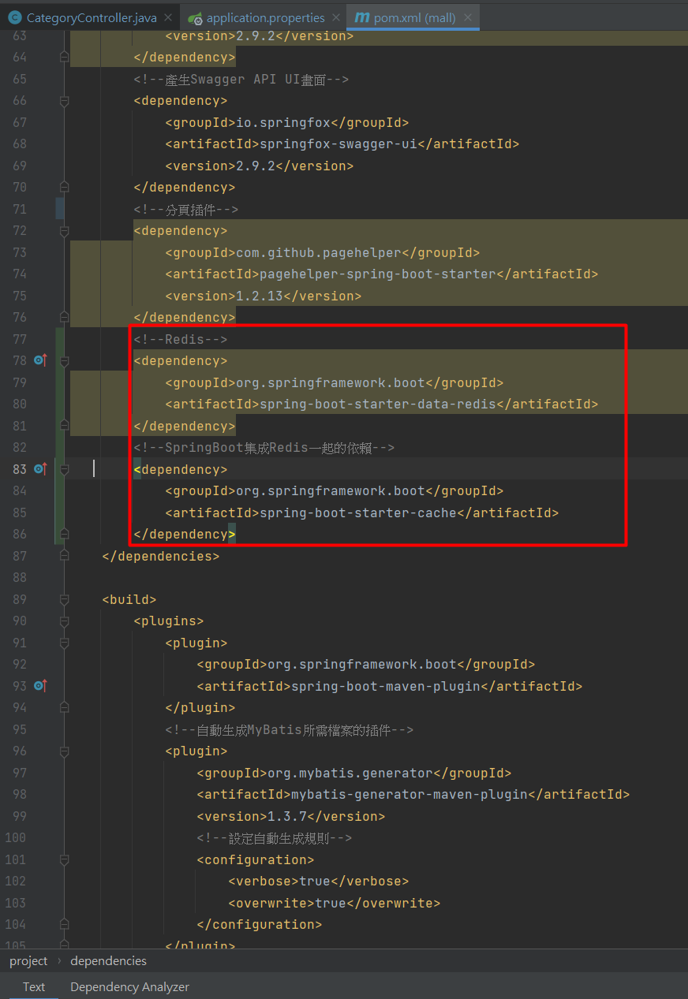 CategoryController.java
application.properties
pom.xml (mall)
63 <version>2.9.2</version>
64 </dependency>
65 <!--產生Swagger API UI畫面-->
66 <dependency>
67 <groupId>io.springfox</groupId>
68 <artifactId>springfox-swagger-ui</artifactId>
69 <version>2.9.2</version>
70 </dependency>
71 <!--分頁插件-->
72 <dependency>
73 <groupId>com.github.pagehelper</groupId>
74 <artifactId>pagehelper-spring-boot-starter</artifactId>
75 <version>1.2.13</version>
76 </dependency>
77 <!--Redis-->
78 <dependency>
79 <groupId>org.springframework.boot</groupId>
80 <artifactId>spring-boot-starter-data-redis</artifactId>
81 </dependency>
82 <!--SpringBoot集成Redis一起的依賴-->
83 <dependency>
84 <groupId>org.springframework.boot</groupId>
85 <artifactId>spring-boot-starter-cache</artifactId>
86 </dependency>
87 </dependencies>
88
89 <build>
90 <plugins>
91 <plugin>
92 <groupId>org.springframework.boot</groupId>
93 <artifactId>spring-boot-maven-plugin</artifactId>
94 </plugin>
95 <!--自動生成MyBatis所需檔案的插件-->
96 <plugin>
97 <groupId>org.mybatis.generator</groupId>
98 <artifactId>mybatis-generator-maven-plugin</artifactId>
99 <version>1.3.7</version>
100 <!--設定自動生成規則-->
101 <configuration>
102 <verbose>true</verbose>
103 <overwrite>true</overwrite>
104 </configuration>
105 </plugin>
project › dependencies
Text Dependency Analyzer